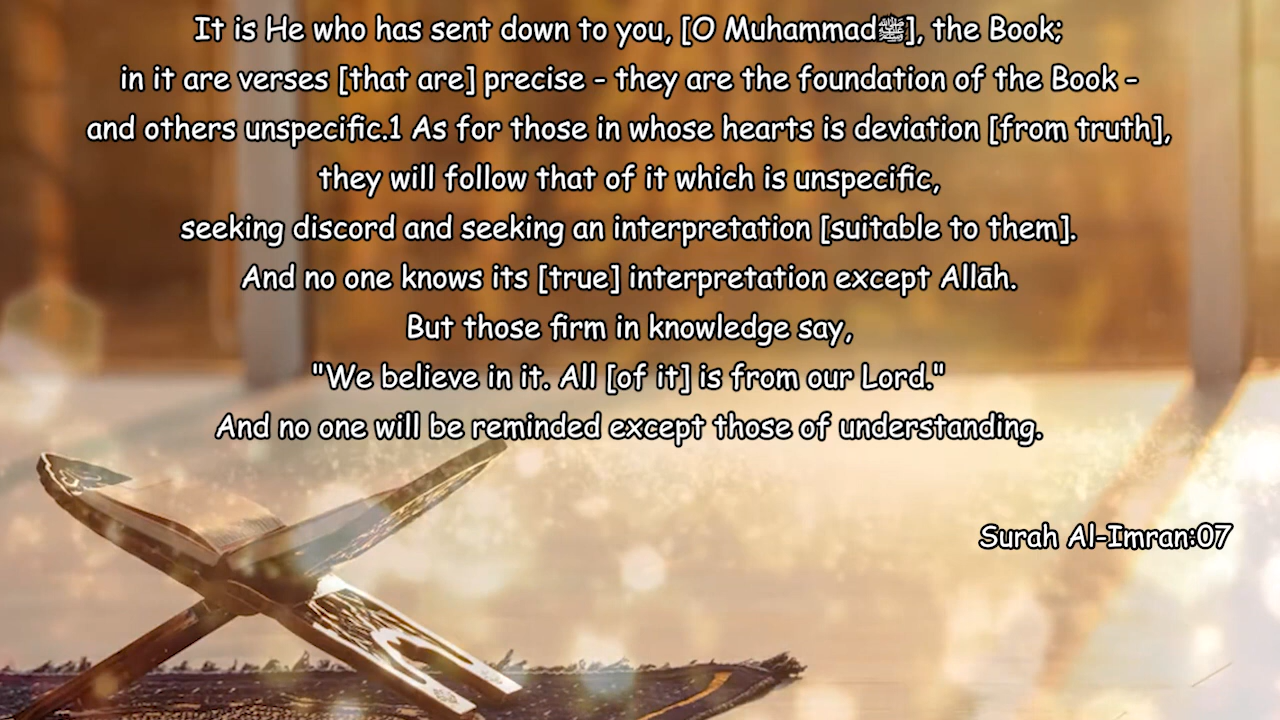 It is He who has sent down to you, [O Muhammadﷺ], the Book;
in it are verses [that are] precise – they are the foundation of the Book –
and others unspecific.1 As for those in whose hearts is deviation [from truth],
they will follow that of it which is unspecific,
seeking discord and seeking an interpretation [suitable to them].
And no one knows its [true] interpretation except Allāh.
But those firm in knowledge say,
"We believe in it. All [of it] is from our Lord."
And no one will be reminded except those of understanding.
Surah Al-Imran:07